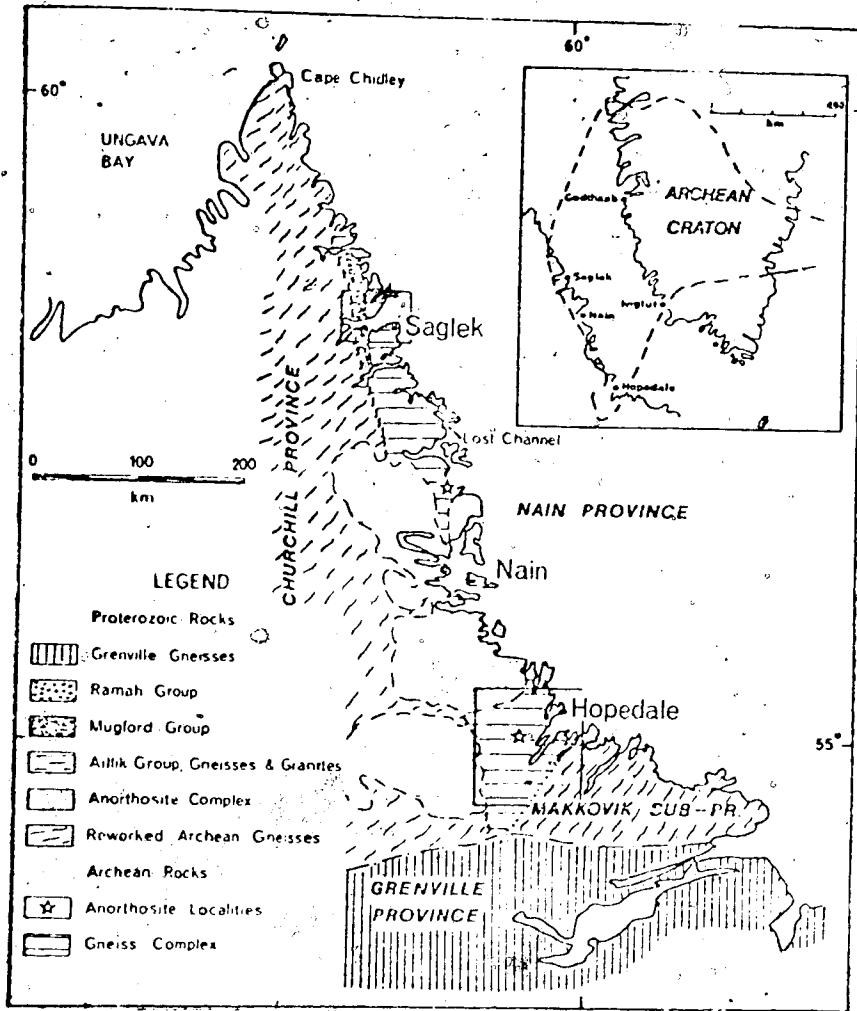 60°
60°
Cape Chidley
UNGAVA
BAY
km
Godthaab
ARCHEAN
CRATON
Saglek
Nain
Ivigtut
Hopedale
Saglek
CHURCHILL PROVINCE
Lost Channel
0 100 200
km
NAIN PROVINCE
Nain
LEGEND
Proterozoic Rocks
Grenville Gneisses
Ramah Group
Mugford Group
Aillik Group, Gneisses & Granites
Anorthosite Complex
Reworked Archean Gneisses
Archean Rocks
Anorthosite Localities
Gneiss Complex
Hopedale
55°
MAKKOVIK SUB-PR.
GRENVILLE
PROVINCE